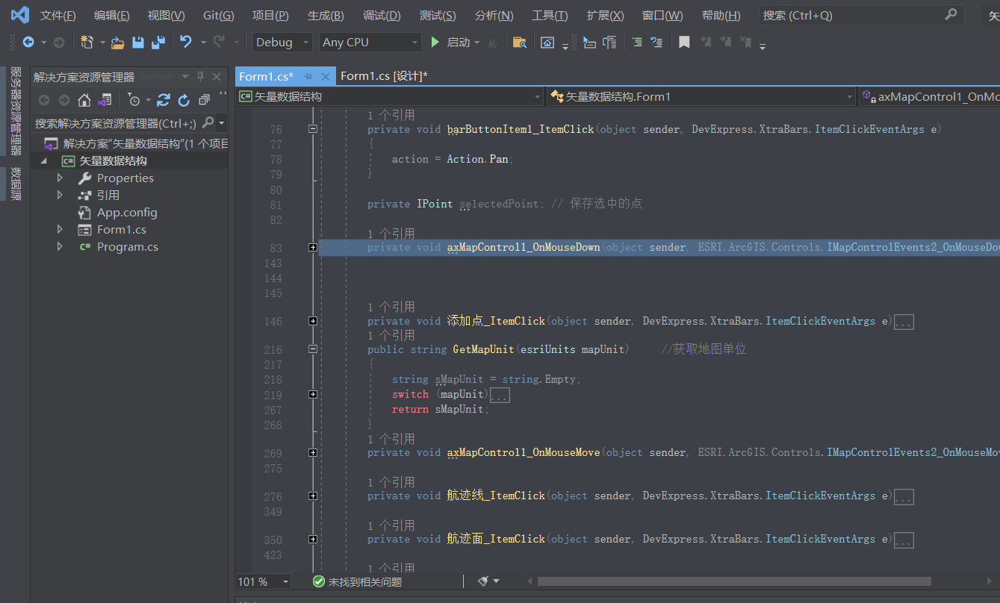 文件(F) 编辑(E) 视图(V) Git(G) 项目(P) 生成(B) 调试(D) 测试(S) 分析(N) 工具(T) 扩展(X) 窗口(W) 帮助(H) 搜索 (Ctrl+Q) 矢
Debug Any CPU 启动
服务器资源管理器
数据源
解决方案资源管理器
搜索解决方案资源管理器(Ctrl+;)
解决方案“矢量数据结构”(1 个项目
矢量数据结构
Properties
引用
App.config
Form1.cs
Program.cs
Form1.cs* Form1.cs [设计]*
矢量数据结构 矢量数据结构.Form1 axMapControl1_OnMo
1 个引用
76 private void barButtonItem1_ItemClick(object sender, DevExpress.XtraBars.ItemClickEventArgs e)
77 {
78 action = Action.Pan;
79 }
80
81 private IPoint selectedPoint; // 保存选中的点
82
1 个引用
83 private void axMapControl1_OnMouseDown(object sender, ESRI.ArcGIS.Controls.IMapControlEvents2_OnMouseDow
143
144
145
1 个引用
146 private void 添加点_ItemClick(object sender, DevExpress.XtraBars.ItemClickEventArgs e)...
1 个引用
216 public string GetMapUnit(esriUnits mapUnit) //获取地图单位
217 {
218 string sMapUnit = string.Empty;
219 switch (mapUnit)...
267 return sMapUnit;
268 }
1 个引用
269 private void axMapControl1_OnMouseMove(object sender, ESRI.ArcGIS.Controls.IMapControlEvents2_OnMouseMov
275
1 个引用
276 private void 航迹线_ItemClick(object sender, DevExpress.XtraBars.ItemClickEventArgs e)...
349
1 个引用
350 private void 航迹面_ItemClick(object sender, DevExpress.XtraBars.ItemClickEventArgs e)...
423
1 个引用
101 % 未找到相关问题